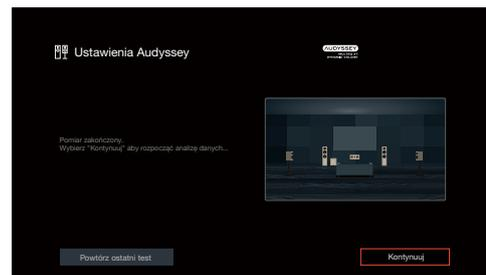 Ustawienia Audyssey
AUDYSSEY
Pomiar zakończony.
Wybierz "Kontynuuj" aby rozpocząć analizę danych...
Powtórz ostatni test
Kontynuuj